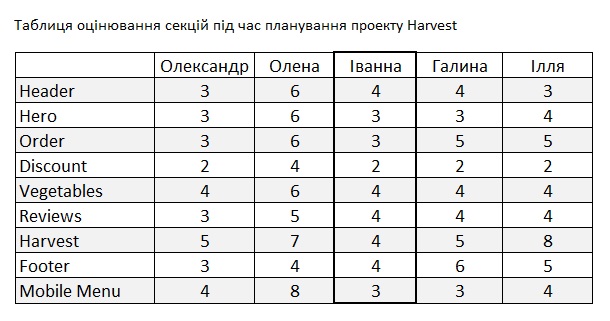 Таблиця оцінювання секцій під час планування проекту Harvest
Олександр Олена Іванна Галина Ілля
Header 3 6 4 4 3
Hero 3 6 3 3 4
Order 3 6 3 5 5
Discount 2 4 2 2 2
Vegetables 4 6 4 4 4
Reviews 3 5 4 4 4
Harvest 5 7 4 5 8
Footer 3 4 4 6 5
Mobile Menu 4 8 3 3 4